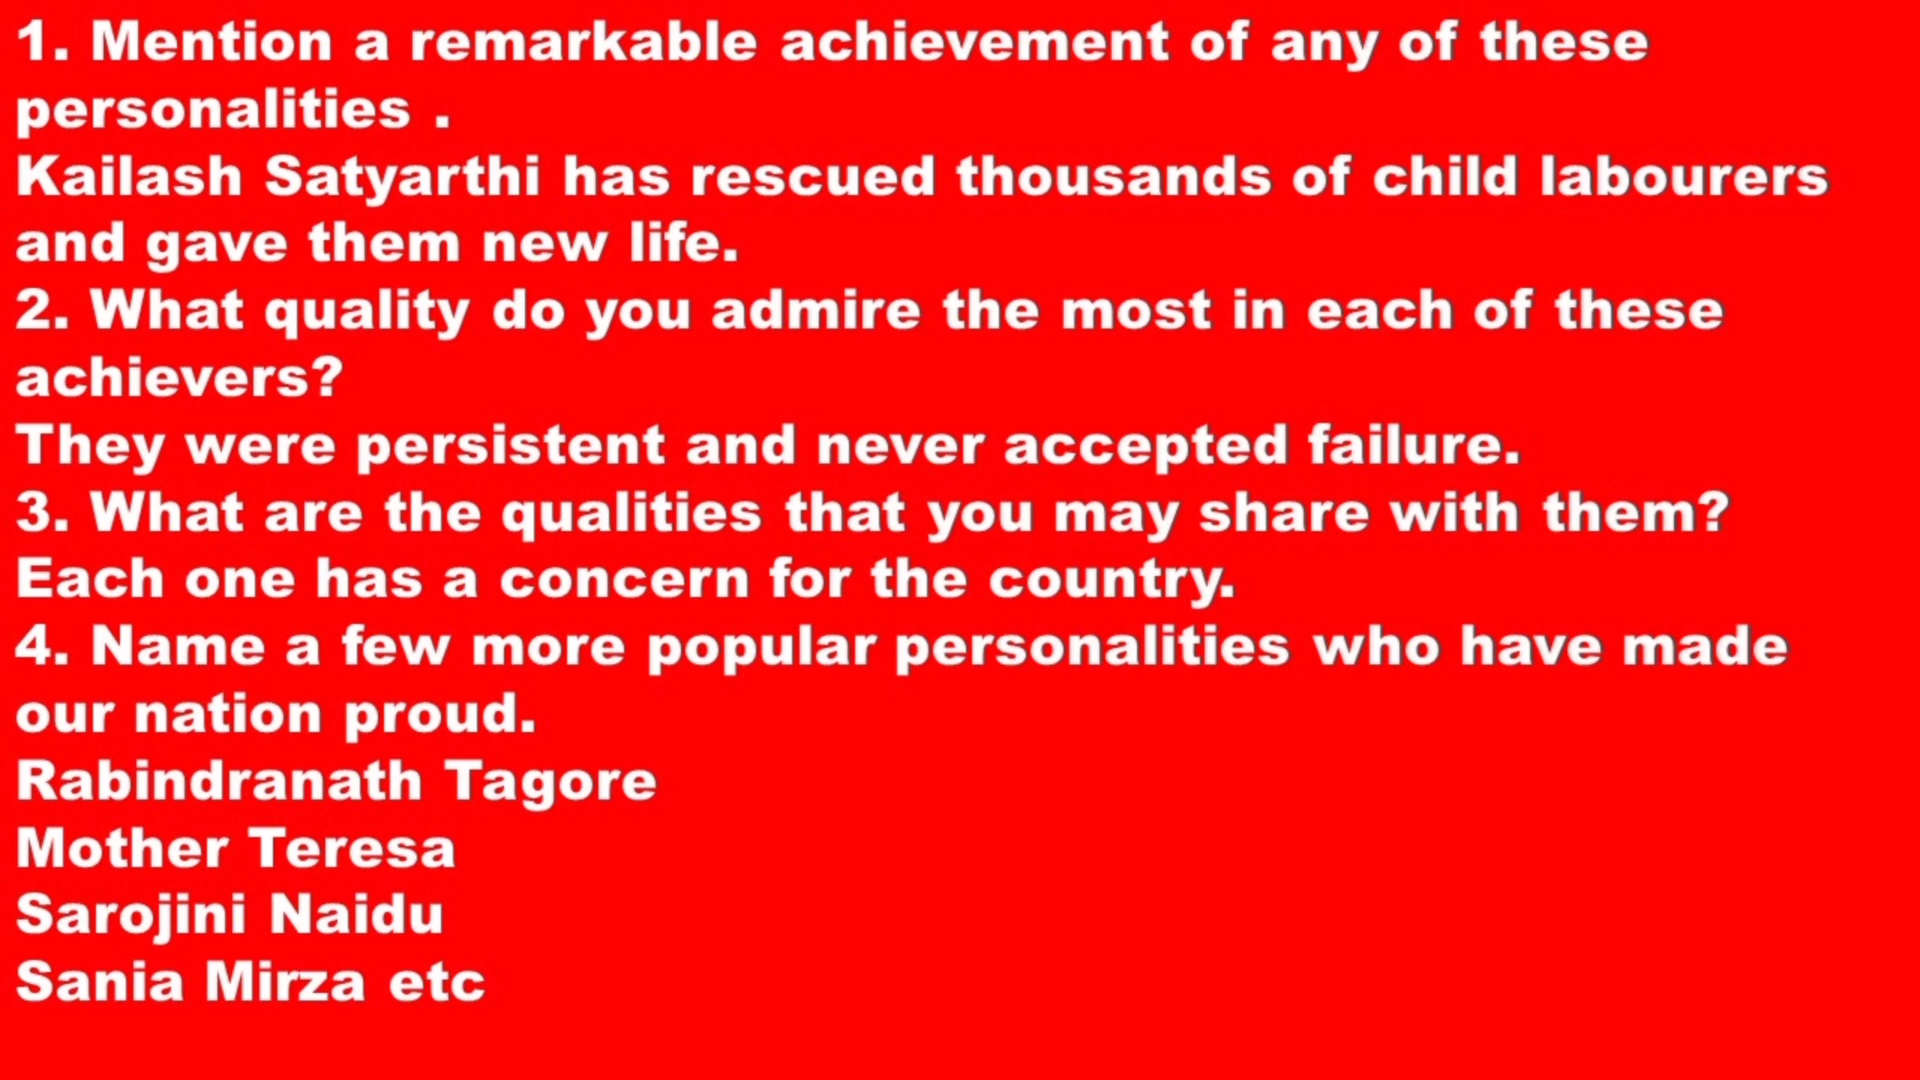 1. Mention a remarkable achievement of any of these
personalities .
Kailash Satyarthi has rescued thousands of child labourers
and gave them new life.
2. What quality do you admire the most in each of these
achievers?
They were persistent and never accepted failure.
3. What are the qualities that you may share with them?
Each one has a concern for the country.
4. Name a few more popular personalities who have made
our nation proud.
Rabindranath Tagore
Mother Teresa
Sarojini Naidu
Sania Mirza etc